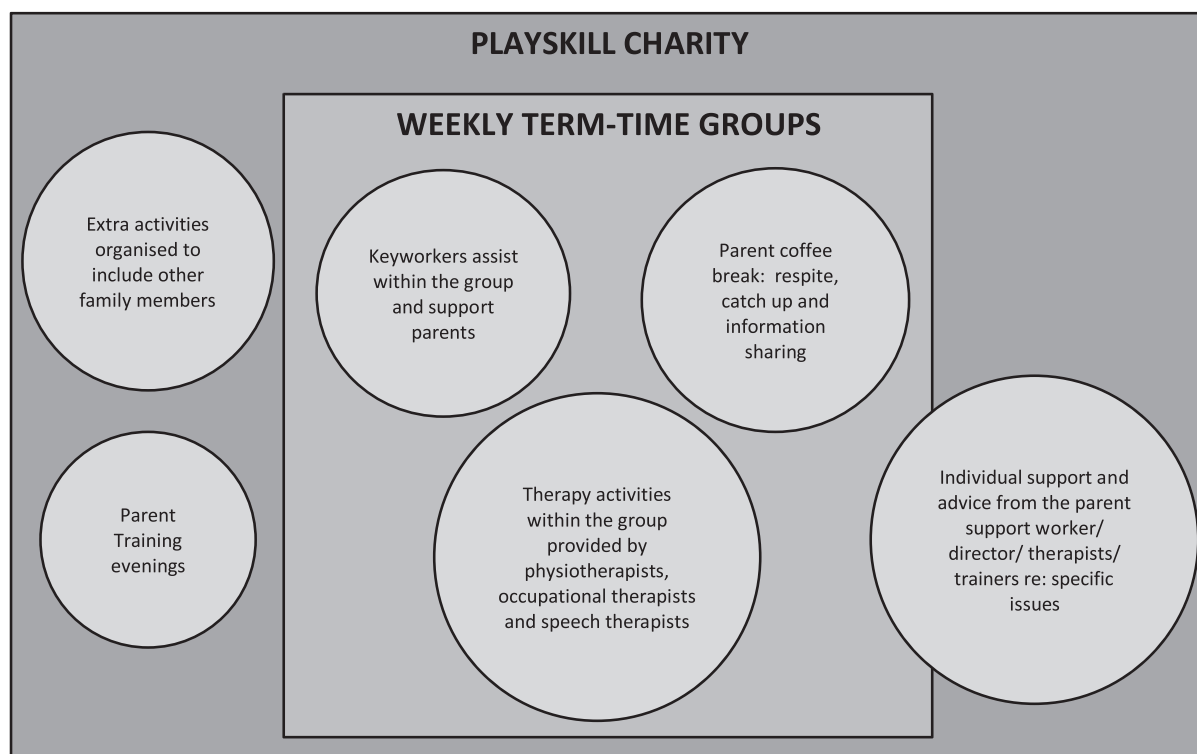 PLAYSKILL CHARITY
WEEKLY TERM-TIME GROUPS
Extra activities
organised to
include other
family members
Keyworkers assist
within the group
and support
parents
Parent coffee
break:  respite,
catch up and
information
sharing
Parent
Training
evenings
Therapy activities
within the group
provided by
physiotherapists,
occupational therapists
and speech therapists
Individual support and
advice from the parent
support worker/
director/ therapists/
trainers re: specific
issues